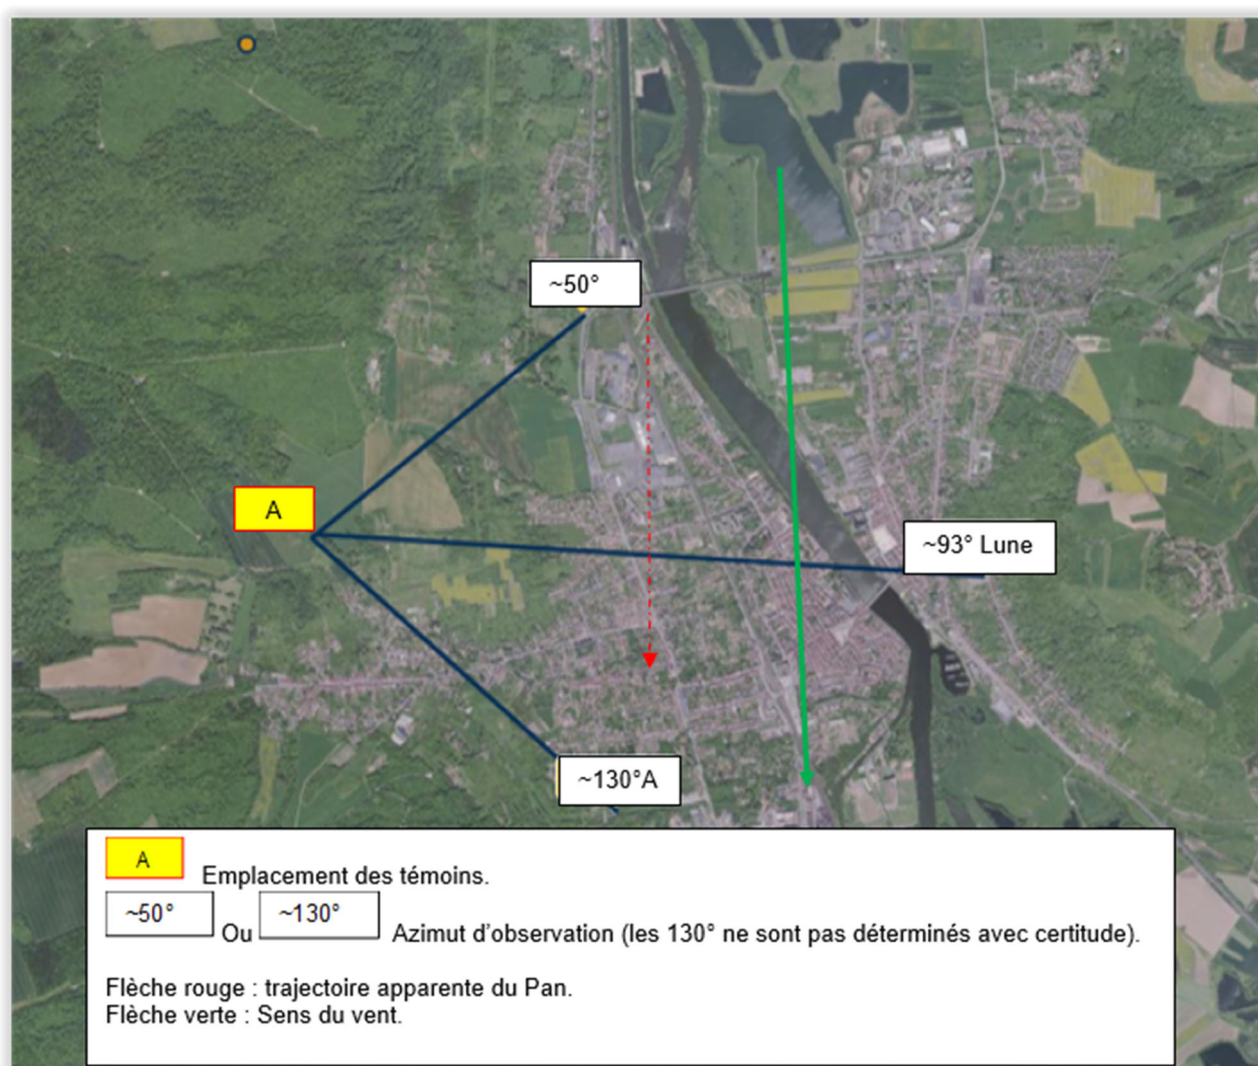 ~50°
A
~93° Lune
~130°A
A Emplacement des témoins.
~50° Ou ~130° Azimut d'observation (les 130° ne sont pas déterminés avec certitude).
Flèche rouge : trajectoire apparente du Pan.
Flèche verte : Sens du vent.